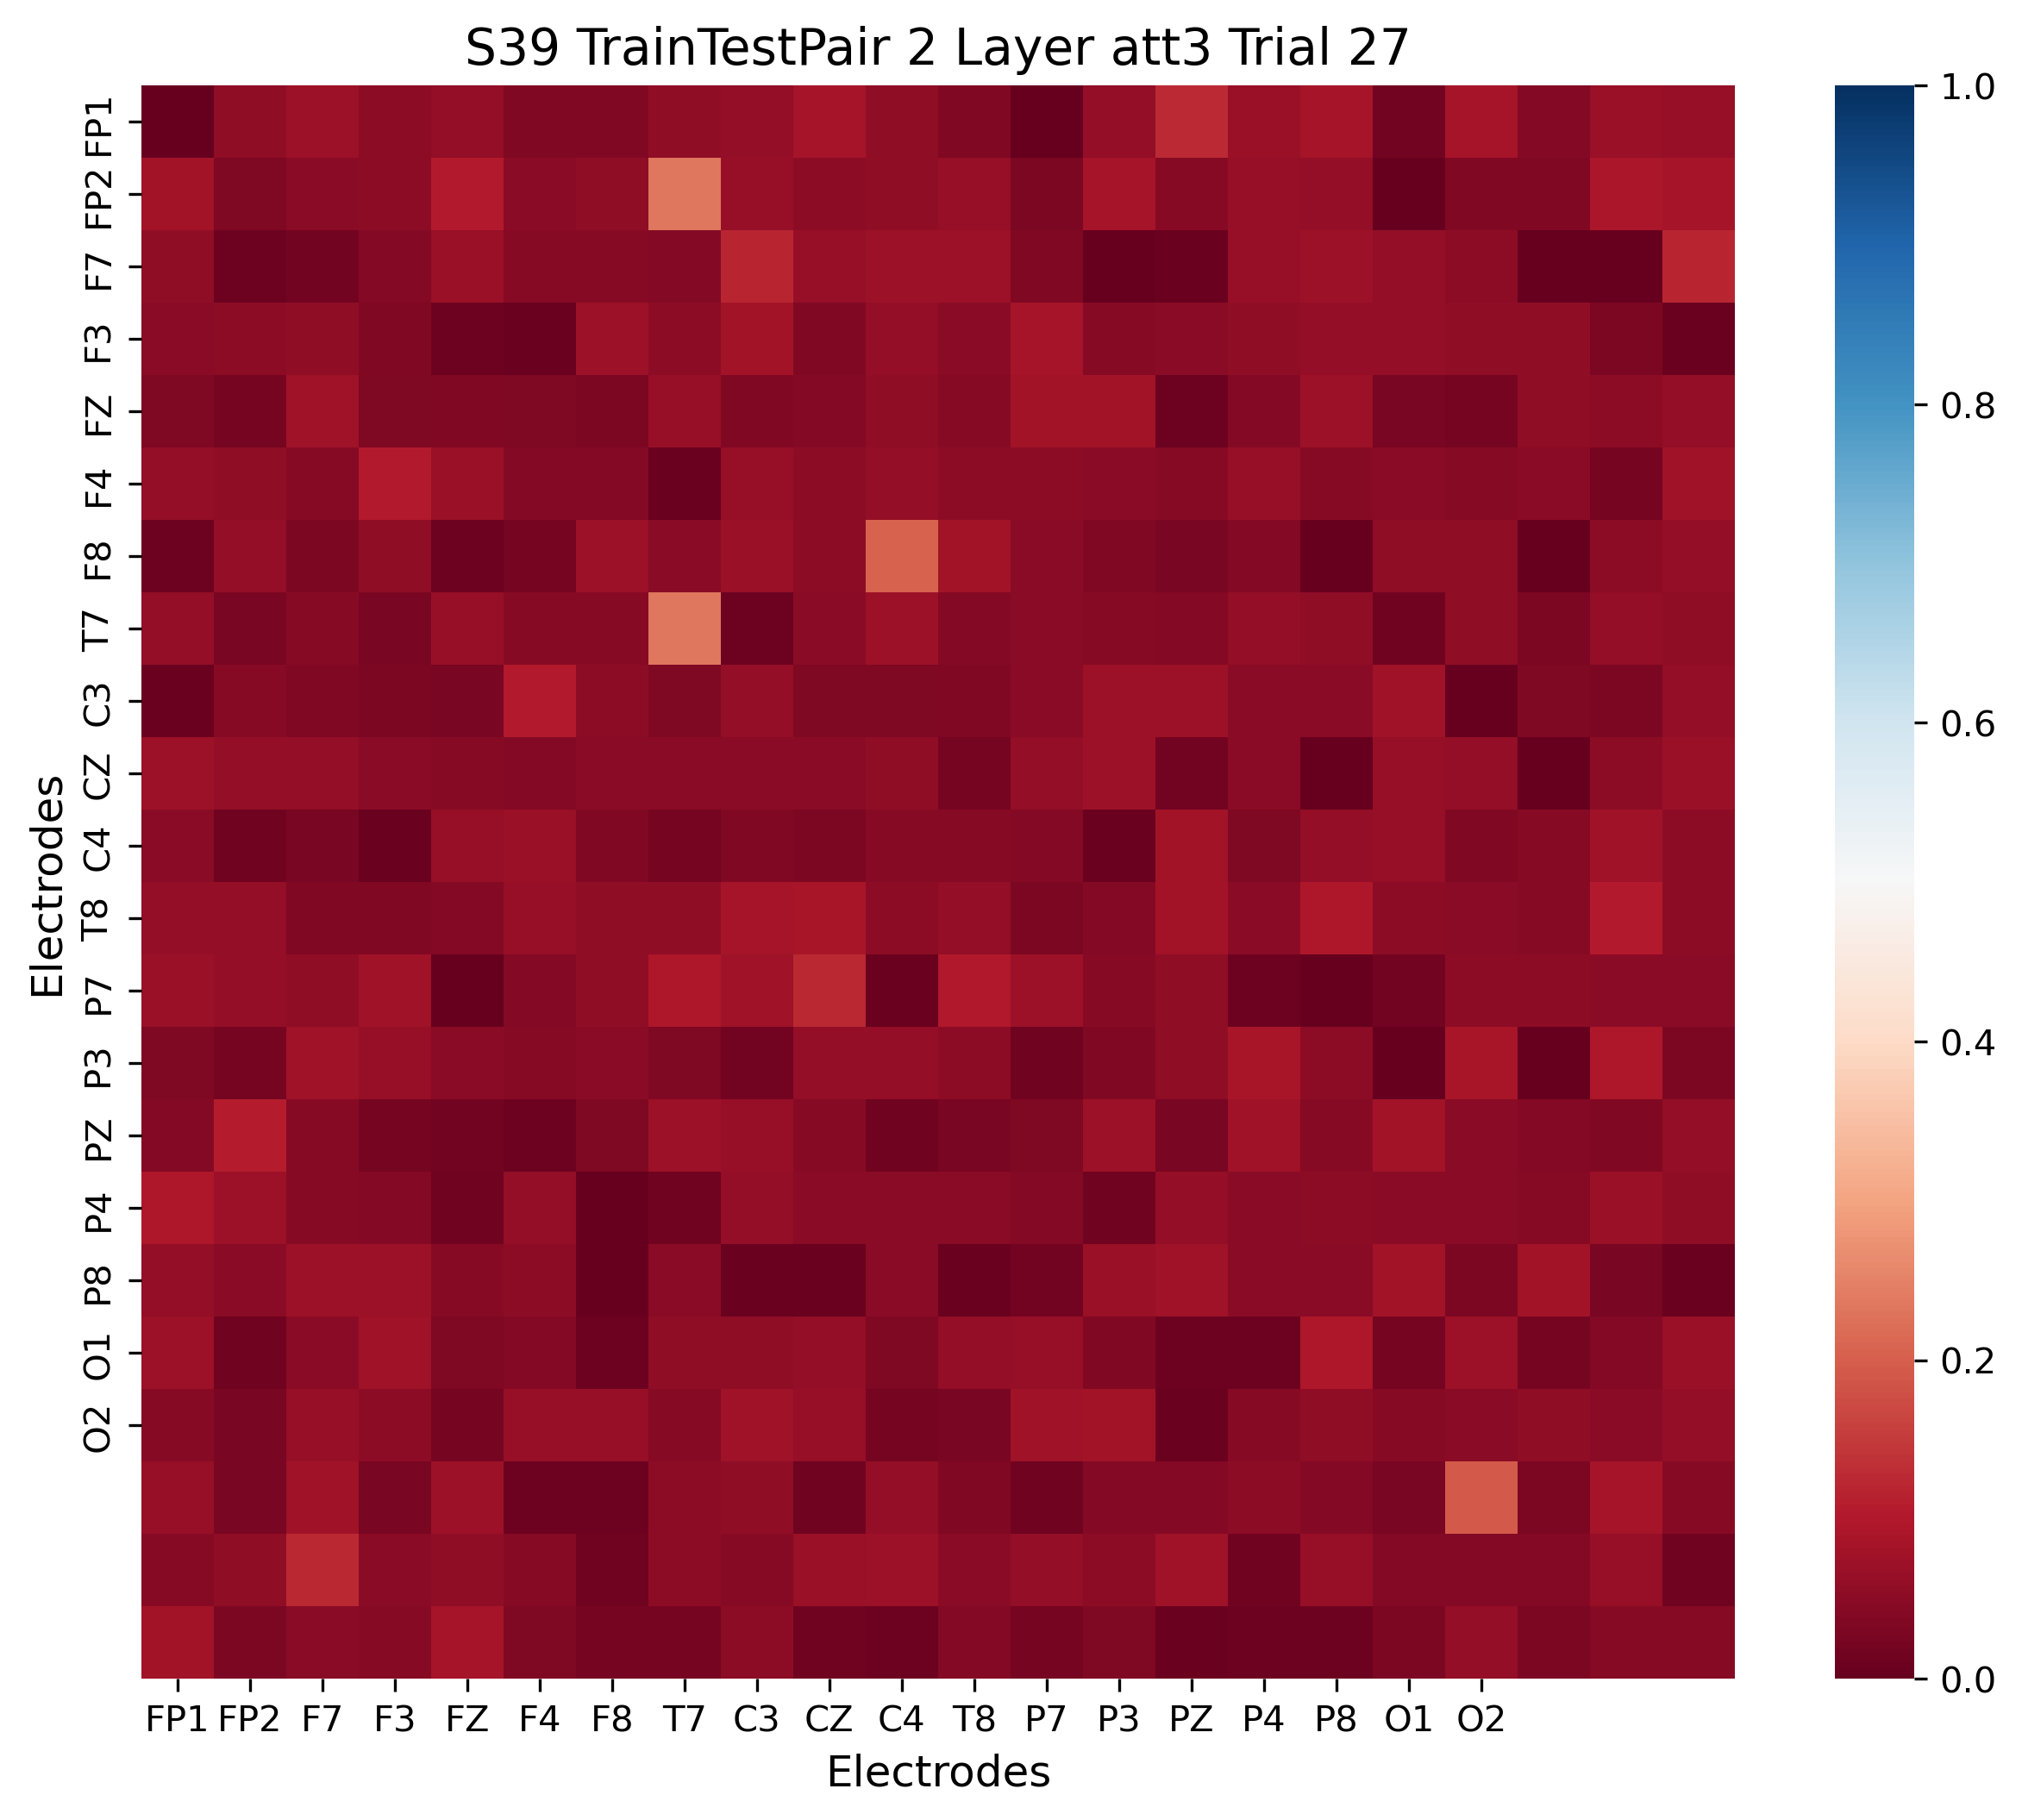 S39 TrainTestPair 2 Layer att3 Trial 27
Electrodes
FP1
FP2
F7
F3
FZ
F4
F8
T7
C3
CZ
C4
T8
P7
P3
PZ
P4
P8
O1
O2
FP1 FP2 F7 F3 FZ F4 F8 T7 C3 CZ C4 T8 P7 P3 PZ P4 P8 O1 O2
Electrodes
1.0
0.8
0.6
0.4
0.2
0.0